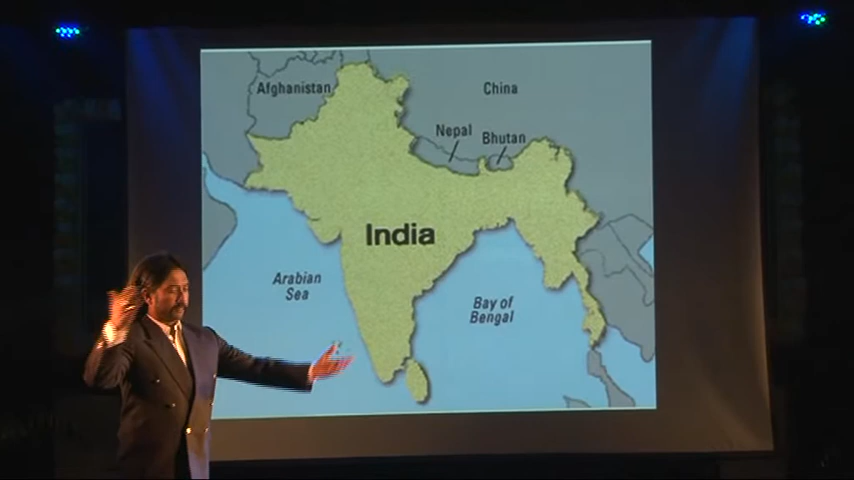 Afghanistan
China
Nepal
Bhutan
India
Arabian
Sea
Bay of
Bengal